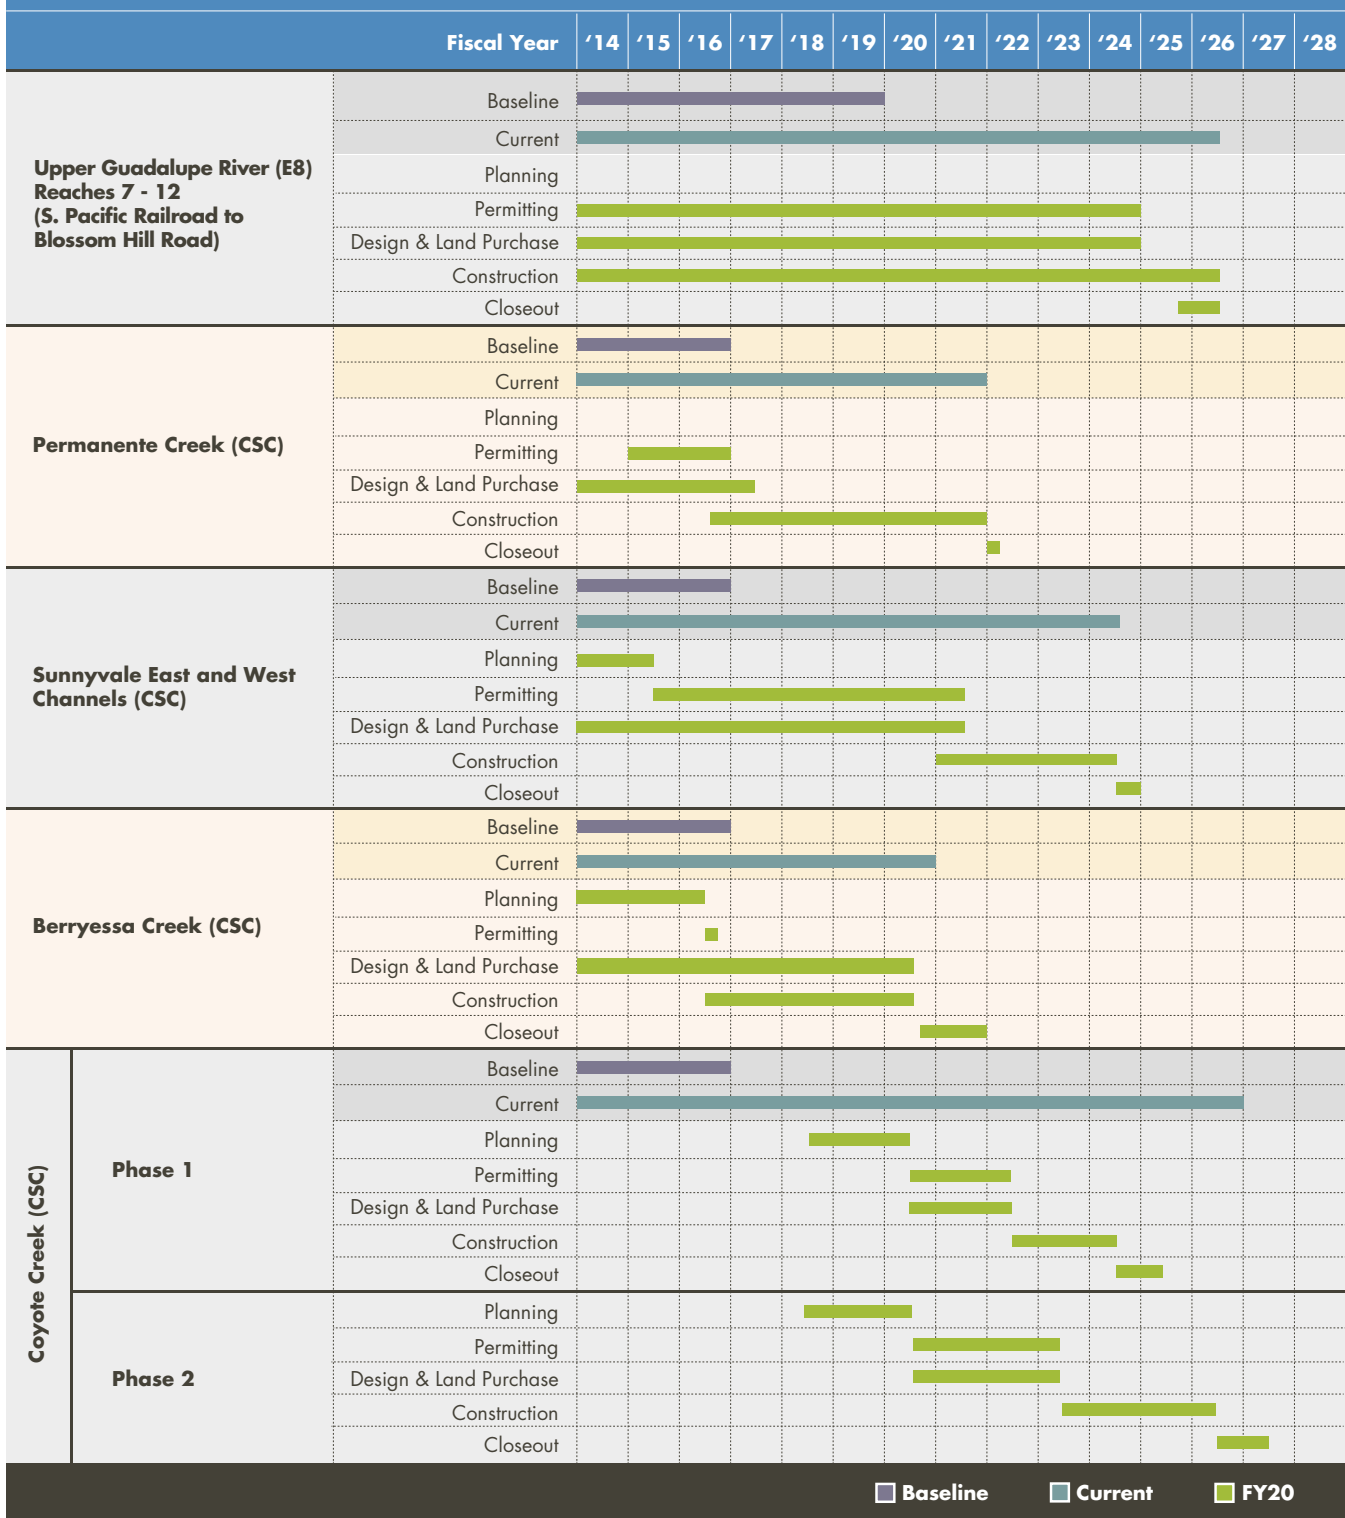 Fiscal Year ‘14 ‘15 ‘16 ‘17 ‘18 ‘19 ‘20 ‘21 ‘22 ‘23 ‘24 ‘25 ‘26 ‘27 ‘28
Upper Guadalupe River (E8)
Reaches 7 - 12
(S. Pacific Railroad to
Blossom Hill Road)
Baseline
Current
Planning
Permitting
Design & Land Purchase
Construction
Closeout
Permanente Creek (CSC)
Baseline
Current
Planning
Permitting
Design & Land Purchase
Construction
Closeout
Sunnyvale East and West
Channels (CSC)
Baseline
Current
Planning
Permitting
Design & Land Purchase
Construction
Closeout
Berryessa Creek (CSC)
Baseline
Current
Planning
Permitting
Design & Land Purchase
Construction
Closeout
Coyote Creek (CSC)
Phase 1
Baseline
Current
Planning
Permitting
Design & Land Purchase
Construction
Closeout
Phase 2
Planning
Permitting
Design & Land Purchase
Construction
Closeout
Baseline Current FY20